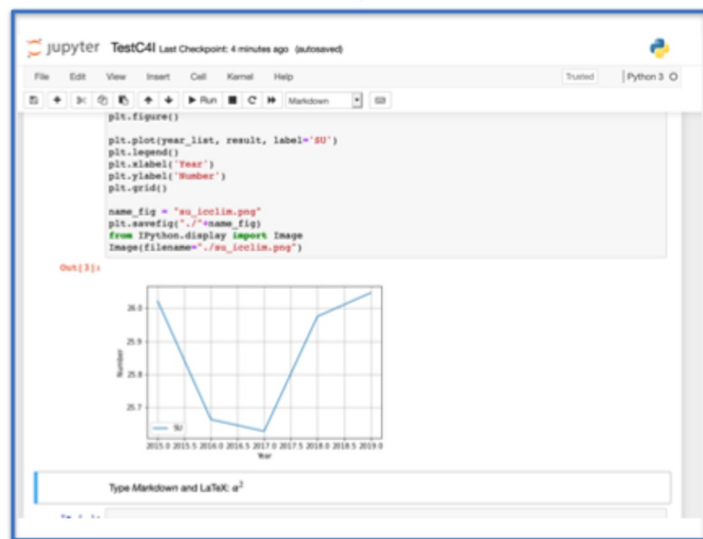 jupyter TestC4I Last Checkpoint: 4 minutes ago (autosaved)
File Edit View Insert Cell Kernel Help Trusted Python 3
Run Markdown
plt.figure()
plt.plot(year_list, result, label='SU')
plt.legend()
plt.xlabel('Year')
plt.ylabel('Number')
plt.grid()
name_fig = "su_icclim.png"
plt.savefig("./"+name_fig)
from IPython.display import Image
Image(filename="./su_icclim.png")
Out[3]:
26.0
25.9
25.8
25.7
Number
SU
2015.0 2015.5 2016.0 2016.5 2017.0 2017.5 2018.0 2018.5 2019.0
Year
Type Markdown and LaTeX: α²